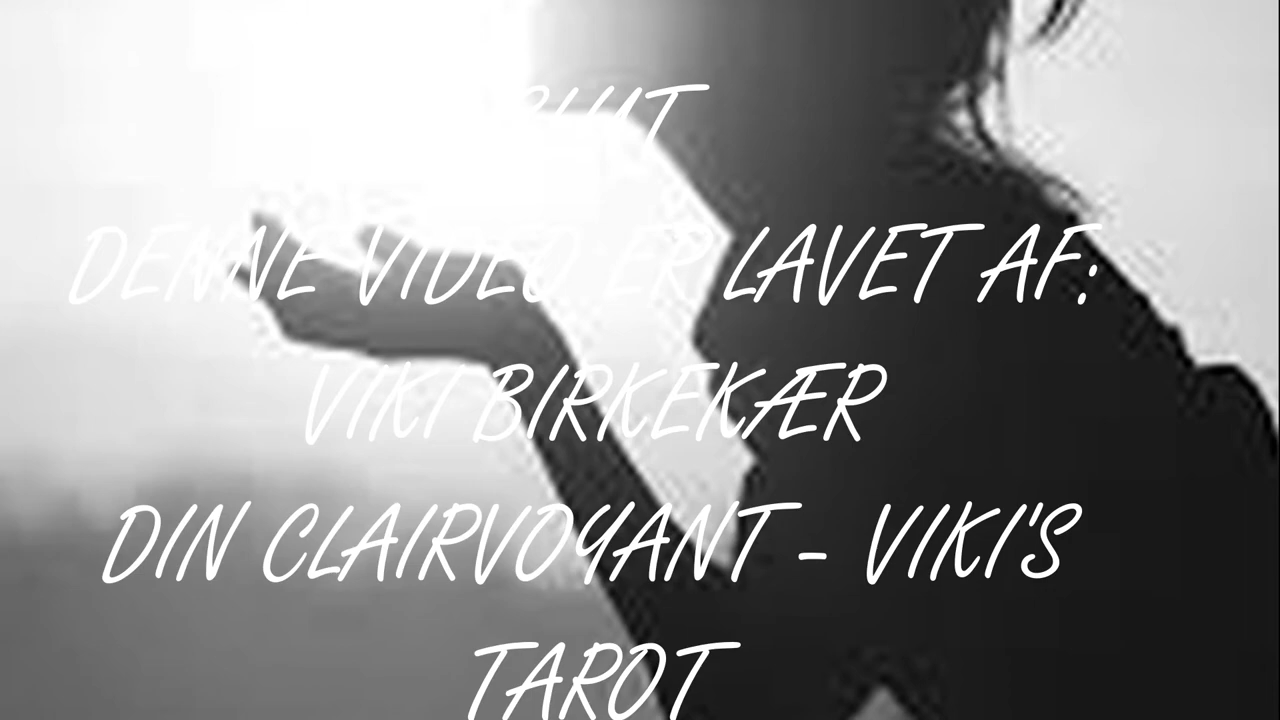 DENNE VIDEO ER LAVET AF:
VIKI BIRKEKÆR
DIN CLAIRVOYANT - VIKI'S
TAROT